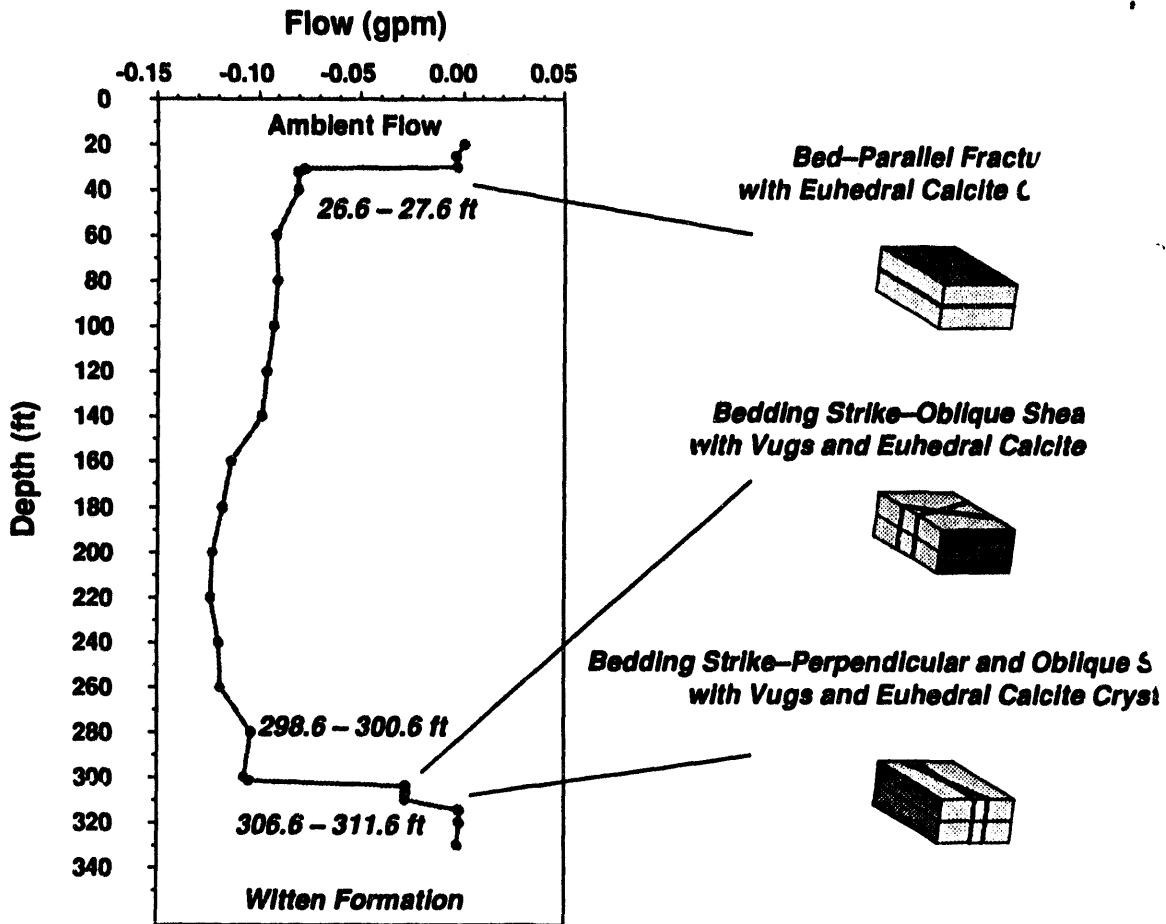 Flow (gpm)
-0.15 -0.10 -0.05 0.00 0.05
0
20
40
60
80
100
120
140
160
180
200
220
240
260
280
300
320
340
Depth (ft)
Ambient Flow
26.6 – 27.6 ft
298.6 – 300.6 ft
306.6 – 311.6 ft
Witten Formation
Bed–Parallel
with Euhedral Calcite
Bedding Strike–Oblique
with Vugs and Euhedral Calcite
Bedding Strike–Perpendicular and Oblique
with Vugs and Euhedral Calcite